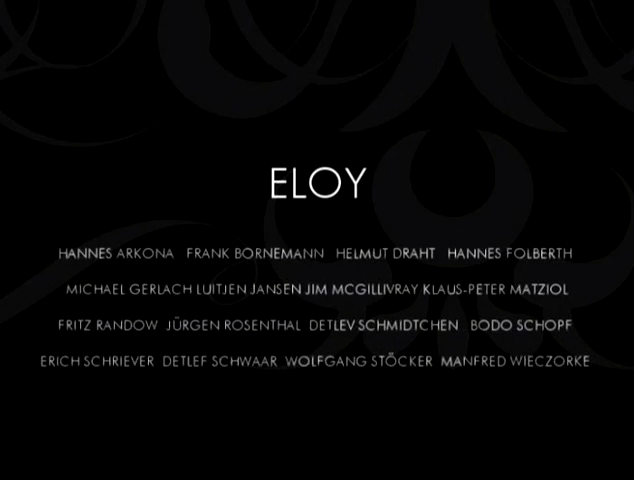 ELOY
HANNES ARKONA FRANK BORNEMANN HELMUT DRAHT HANNES FOLBERTH
MICHAEL GERLACH LUITJEN JANSEN JIM MCGILLIVRAY KLAUS-PETER MATZIOL
FRITZ RANDOW JÜRGEN ROSENTHAL DETLEV SCHMIDTCHEN BODO SCHOPF
ERICH SCHRIEVER DETLEF SCHWAAR WOLFGANG STÖCKER MANFRED WIECZORKE